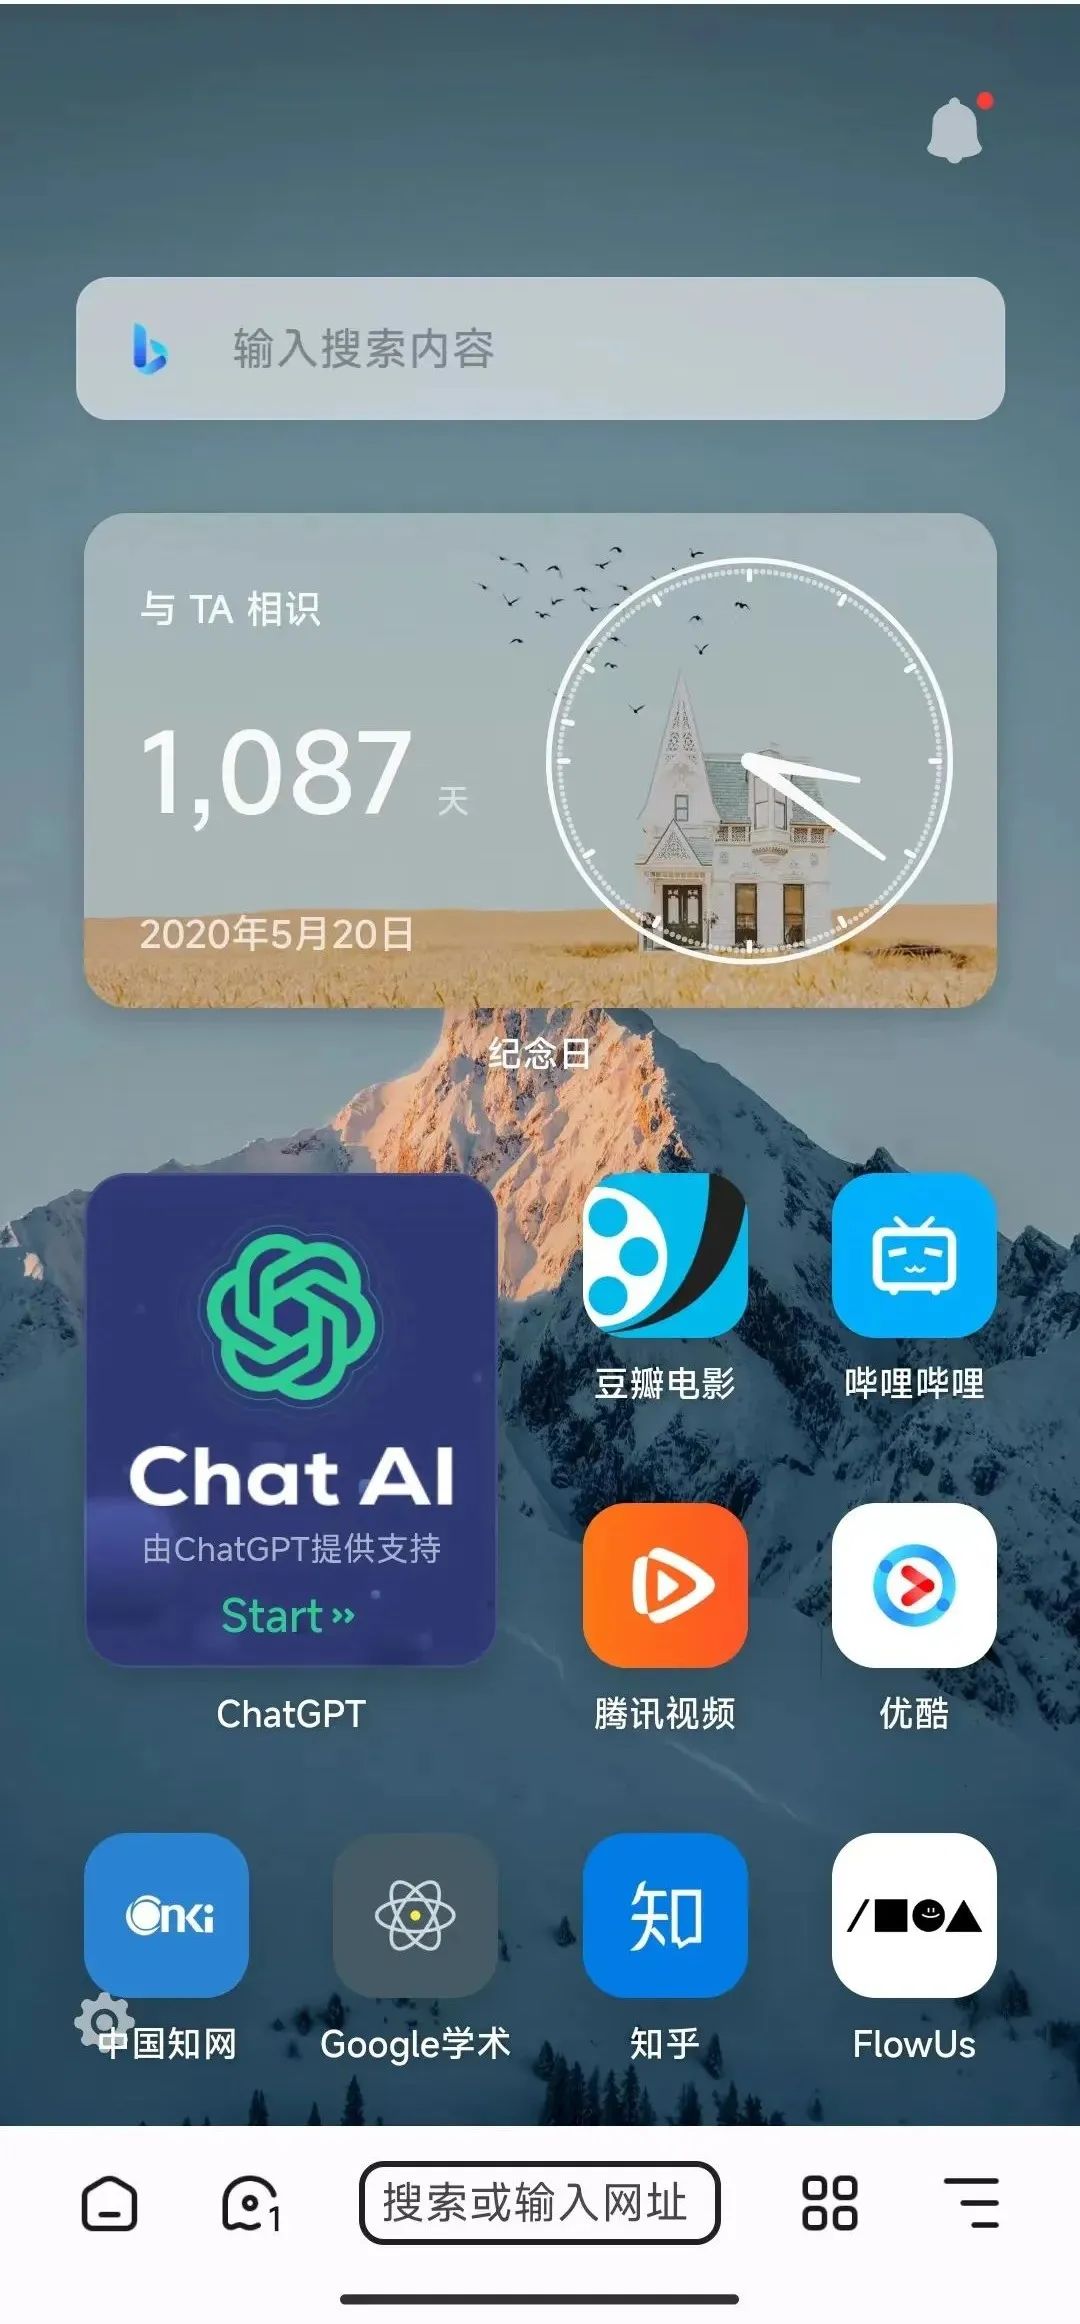 输入搜索内容
与 TA 相识
1,087 天
2020年5月20日
纪念日
Chat AI
由ChatGPT提供支持
Start
ChatGPT
豆瓣电影
哔哩哔哩
腾讯视频
优酷
Cnki
知
中国知网
Google学术
知乎
FlowUs
1
搜索或输入网址